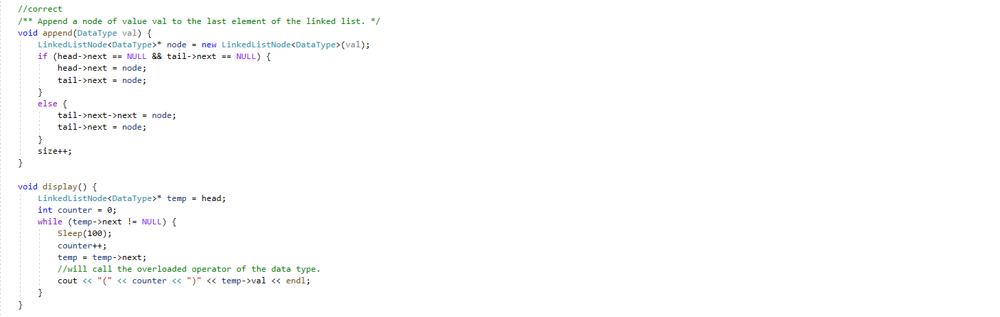 //correct
/** Append a node of value val to the last element of the linked list. */
void append(DataType val) {
    LinkedListNode<DataType>* node = new LinkedListNode<DataType>(val);
    if (head->next == NULL && tail->next == NULL) {
        head->next = node;
        tail->next = node;
    }
    else {
        tail->next->next = node;
        tail->next = node;
    }
    size++;
}

void display() {
    LinkedListNode<DataType>* temp = head;
    int counter = 0;
    while (temp->next != NULL) {
        Sleep(100);
        counter++;
        temp = temp->next;
        //will call the overloaded operator of the data type.
        cout << "(" << counter << ")" << temp->val << endl;
    }
}